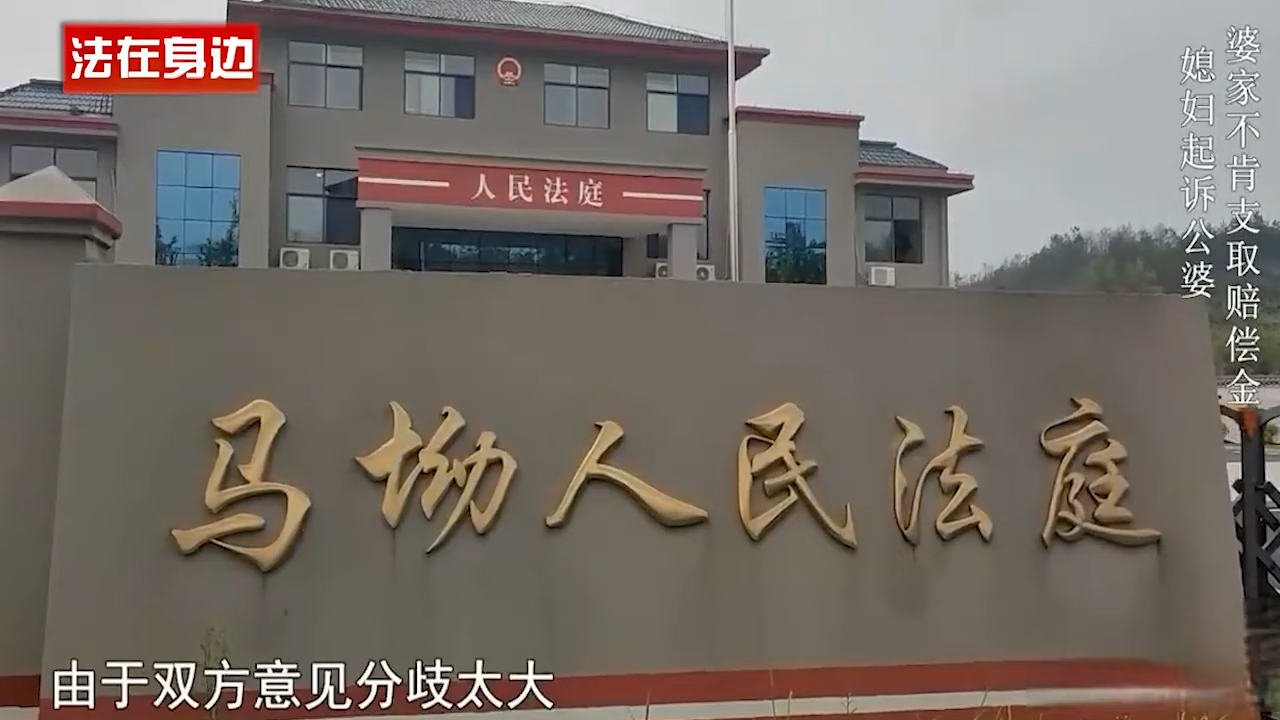 法在身边
婆家不肯支取赔偿金
媳妇起诉公婆
人民法庭
马坳人民法庭
由于双方意见分歧太大